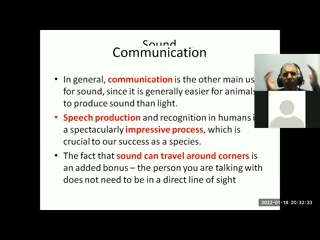 Sound
Communication
• In general, communication is the other main
for sound, since it is generally easier for animals
to produce sound than light.
• Speech production and recognition in humans
a spectacularly impressive process, which is
crucial to our success as a species.
• The fact that sound can travel around corners is
an added bonus – the person you are talking with
does not need to be in a direct line of sight
2022-01-18 20:32:33